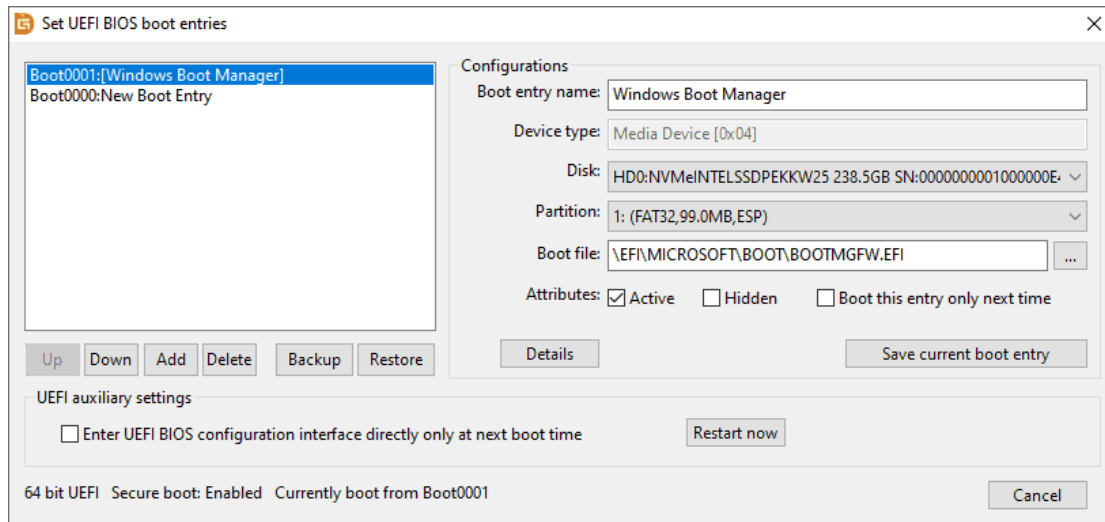 Set UEFI BIOS boot entries
Boot0001:[Windows Boot Manager]
Boot0000:New Boot Entry
Up
Down
Add
Delete
Backup
Restore
Configurations
Boot entry name: Windows Boot Manager
Device type: Media Device [0x04]
Disk: HD0:NVMeINTELSSDPEKKW25 238.5GB SN:0000000001000000E4
Partition: 1: (FAT32,99.0MB,ESP)
Boot file: \EFI\MICROSOFT\BOOT\BOOTMGFW.EFI ...
Attributes: Active Hidden Boot this entry only next time
Details Save current boot entry
UEFI auxiliary settings
Enter UEFI BIOS configuration interface directly only at next boot time Restart now
64 bit UEFI Secure boot: Enabled Currently boot from Boot0001
Cancel